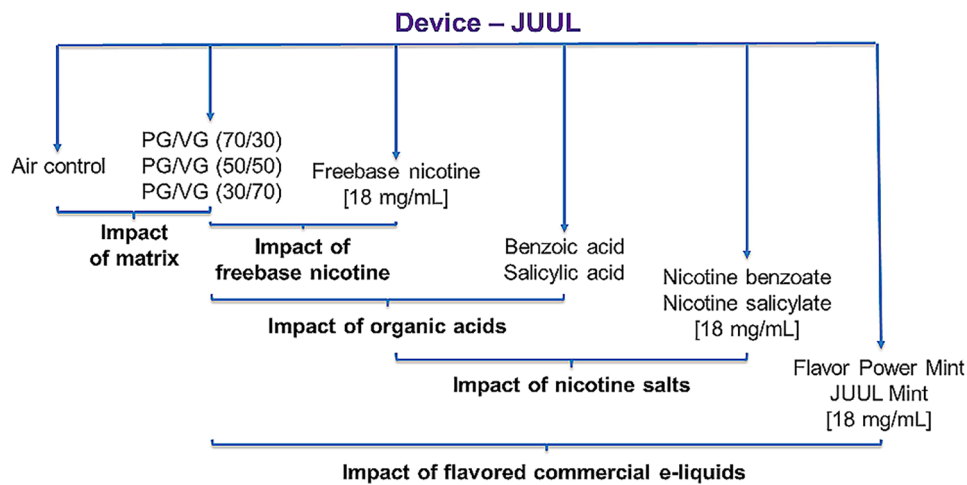 Device – JUUL
Air control
PG/VG (70/30)
PG/VG (50/50)
PG/VG (30/70)
Freebase nicotine
[18 mg/mL]
Impact
of matrix
Impact of
freebase nicotine
Benzoic acid
Salicylic acid
Impact of organic acids
Nicotine benzoate
Nicotine salicylate
[18 mg/mL]
Impact of nicotine salts
Flavor Power Mint
JUUL Mint
[18 mg/mL]
Impact of flavored commercial e-liquids